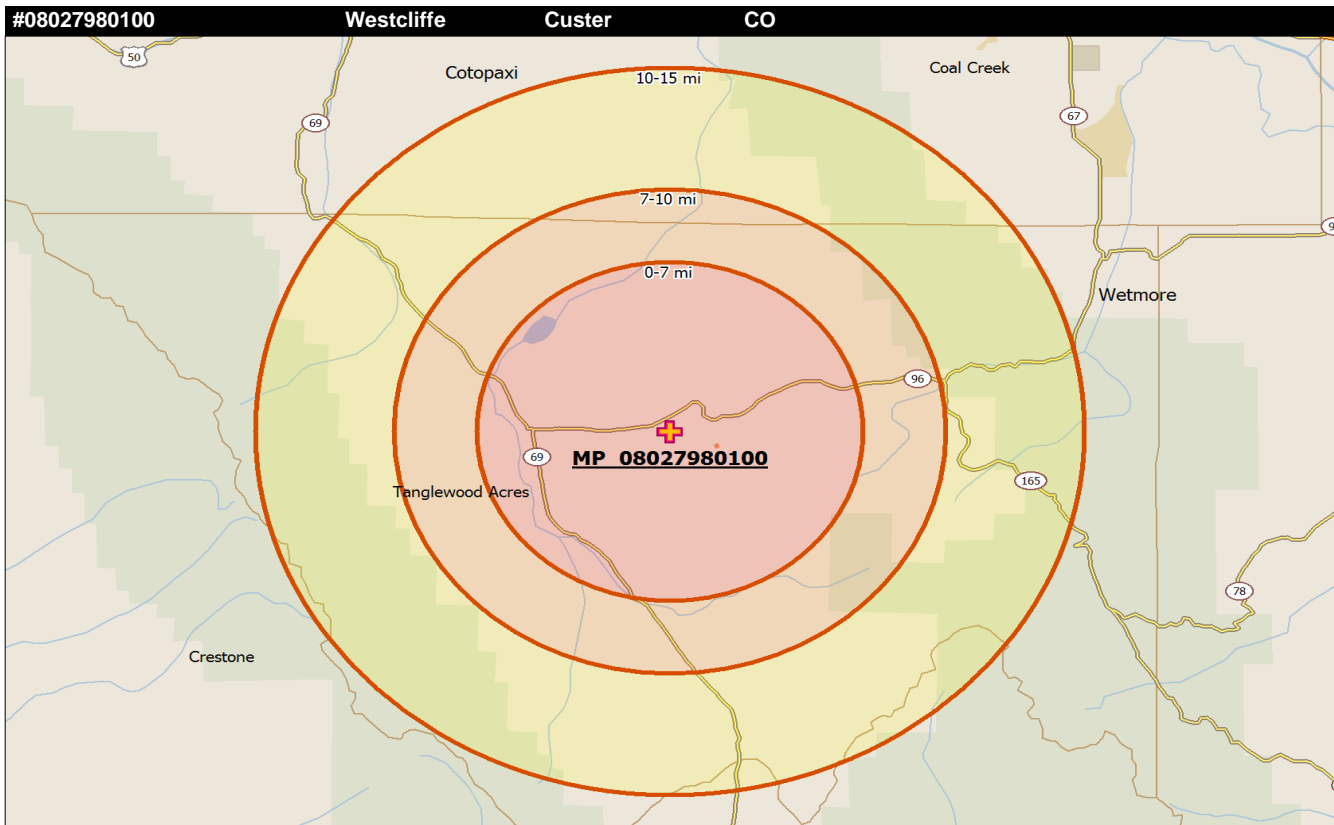 #08027980100 Westcliffe Custer CO
50
Cotopaxi
10-15 mi
Coal Creek
69
67
7-10 mi
9
0-7 mi
Wetmore
96
69
MP 08027980100
Tanglewood Acres
165
78
Crestone